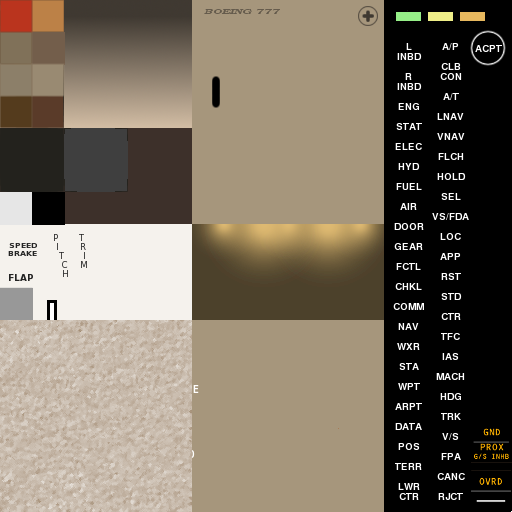 BOEING 777
SPEED
BRAKE
FLAP
PITCH
TRIM
E
L
INBD
R
INBD
ENG
STAT
ELEC
HYD
FUEL
AIR
DOOR
GEAR
FCTL
CHKL
COMM
NAV
WXR
STA
WPT
ARPT
DATA
POS
TERR
LWR
CTR
A/P
CLB
CON
A/T
LNAV
VNAV
FLCH
HOLD
SEL
VS/FDA
LOC
APP
RST
STD
CTR
TFC
IAS
MACH
HDG
TRK
V/S
FPA
CANC
RJCT
ACPT
GND
PROX
G/S INHB
OVRD